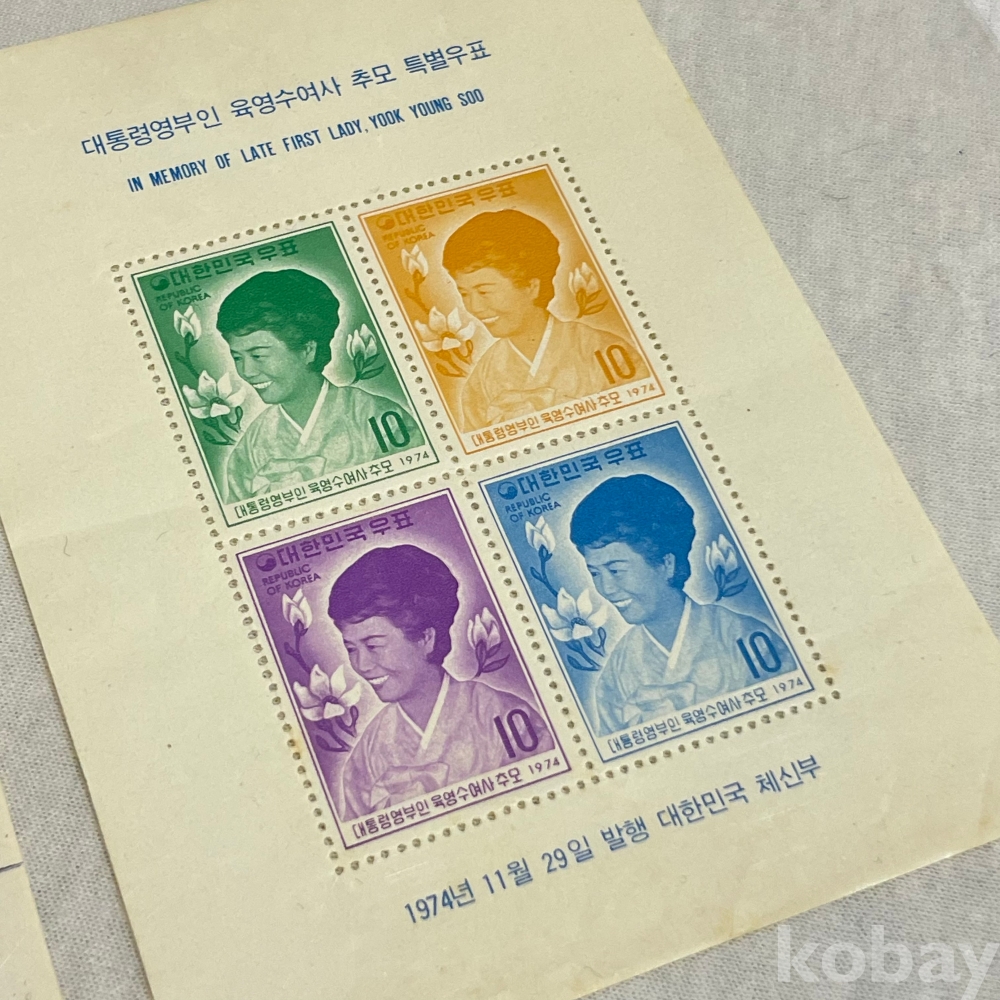 대통령영부인 육영수여사 추모 특별우표
IN MEMORY OF LATE FIRST LADY, YOOK YOUNG SOO
대한민국우표
REPUBLIC
OF KOREA
10
대통령영부인 육영수여사 추모 1974
대한민국우표
REPUBLIC
OF KOREA
10
대통령영부인 육영수여사 추모 1974
대한민국우표
REPUBLIC
OF KOREA
10
대통령영부인 육영수여사 추모 1974
대한민국우표
REPUBLIC
OF KOREA
10
대통령영부인 육영수여사 추모 1974
1974년 11월 29일 발행 대한민국 체신부
kobay